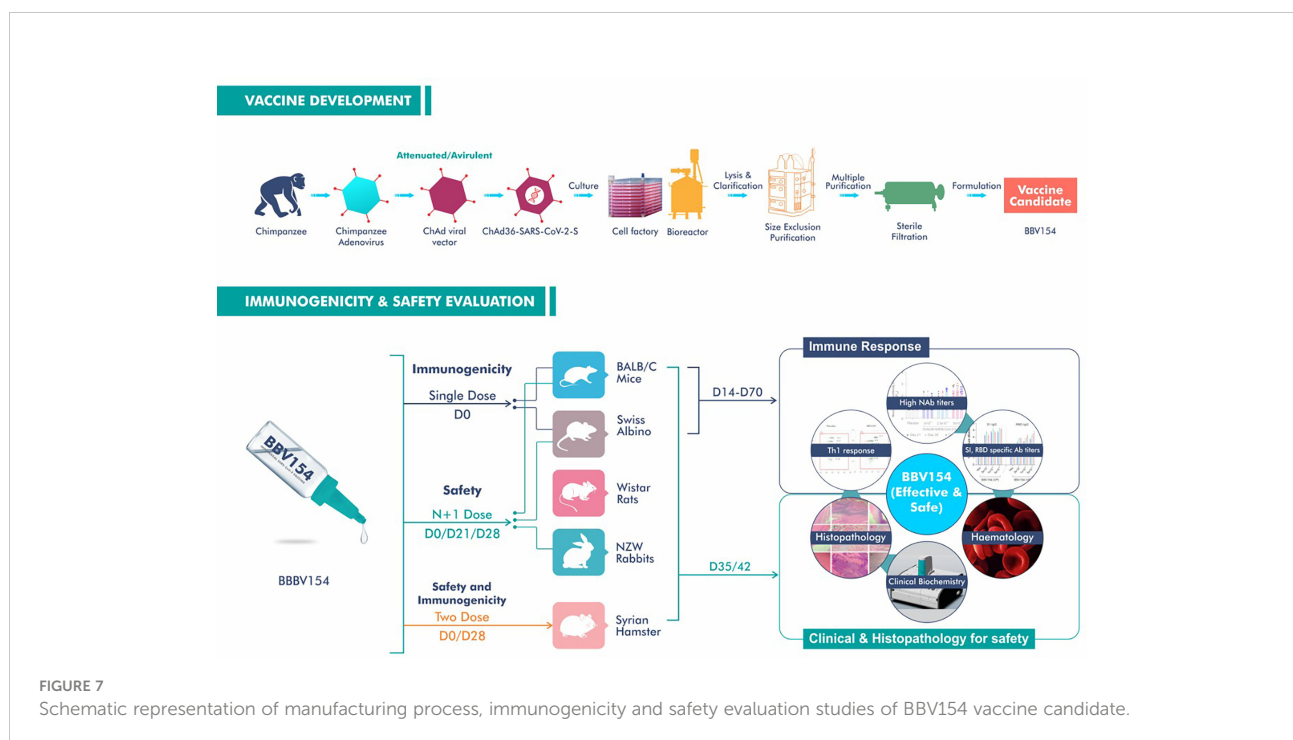 VACCINE DEVELOPMENT
Attenuated/Avirulent
Chimpanzee
Chimpanzee
Adenovirus
ChAd viral
vector
ChAd36-SARS-CoV-2-S
Culture
Cell factory
Bioreactor
Lysis &
Clarification
Size Exclusion
Purification
Multiple
Purification
Sterile
Filtration
Formulation
Vaccine
Candidate
BBV154
IMMUNOGENICITY & SAFETY EVALUATION
BBV154
BBBV154
Immunogenicity
Single Dose
D0
Safety
N+1 Dose
D0/D21/D28
Safety and
Immunogenicity
Two Dose
D0/D28
BALB/C
Mice
Swiss
Albino
Wistar
Rats
NZW
Rabbits
Syrian
Hamster
D14-D70
D35/42
Immune Response
High NAb titers
Th1 response
SI, RBD specific Ab titers
BBV154
(Effective &
Safe)
Histopathology
Haematology
Clinical Biochemistry
Clinical & Histopathology for safety
FIGURE 7
Schematic representation of manufacturing process, immunogenicity and safety evaluation studies of BBV154 vaccine candidate.